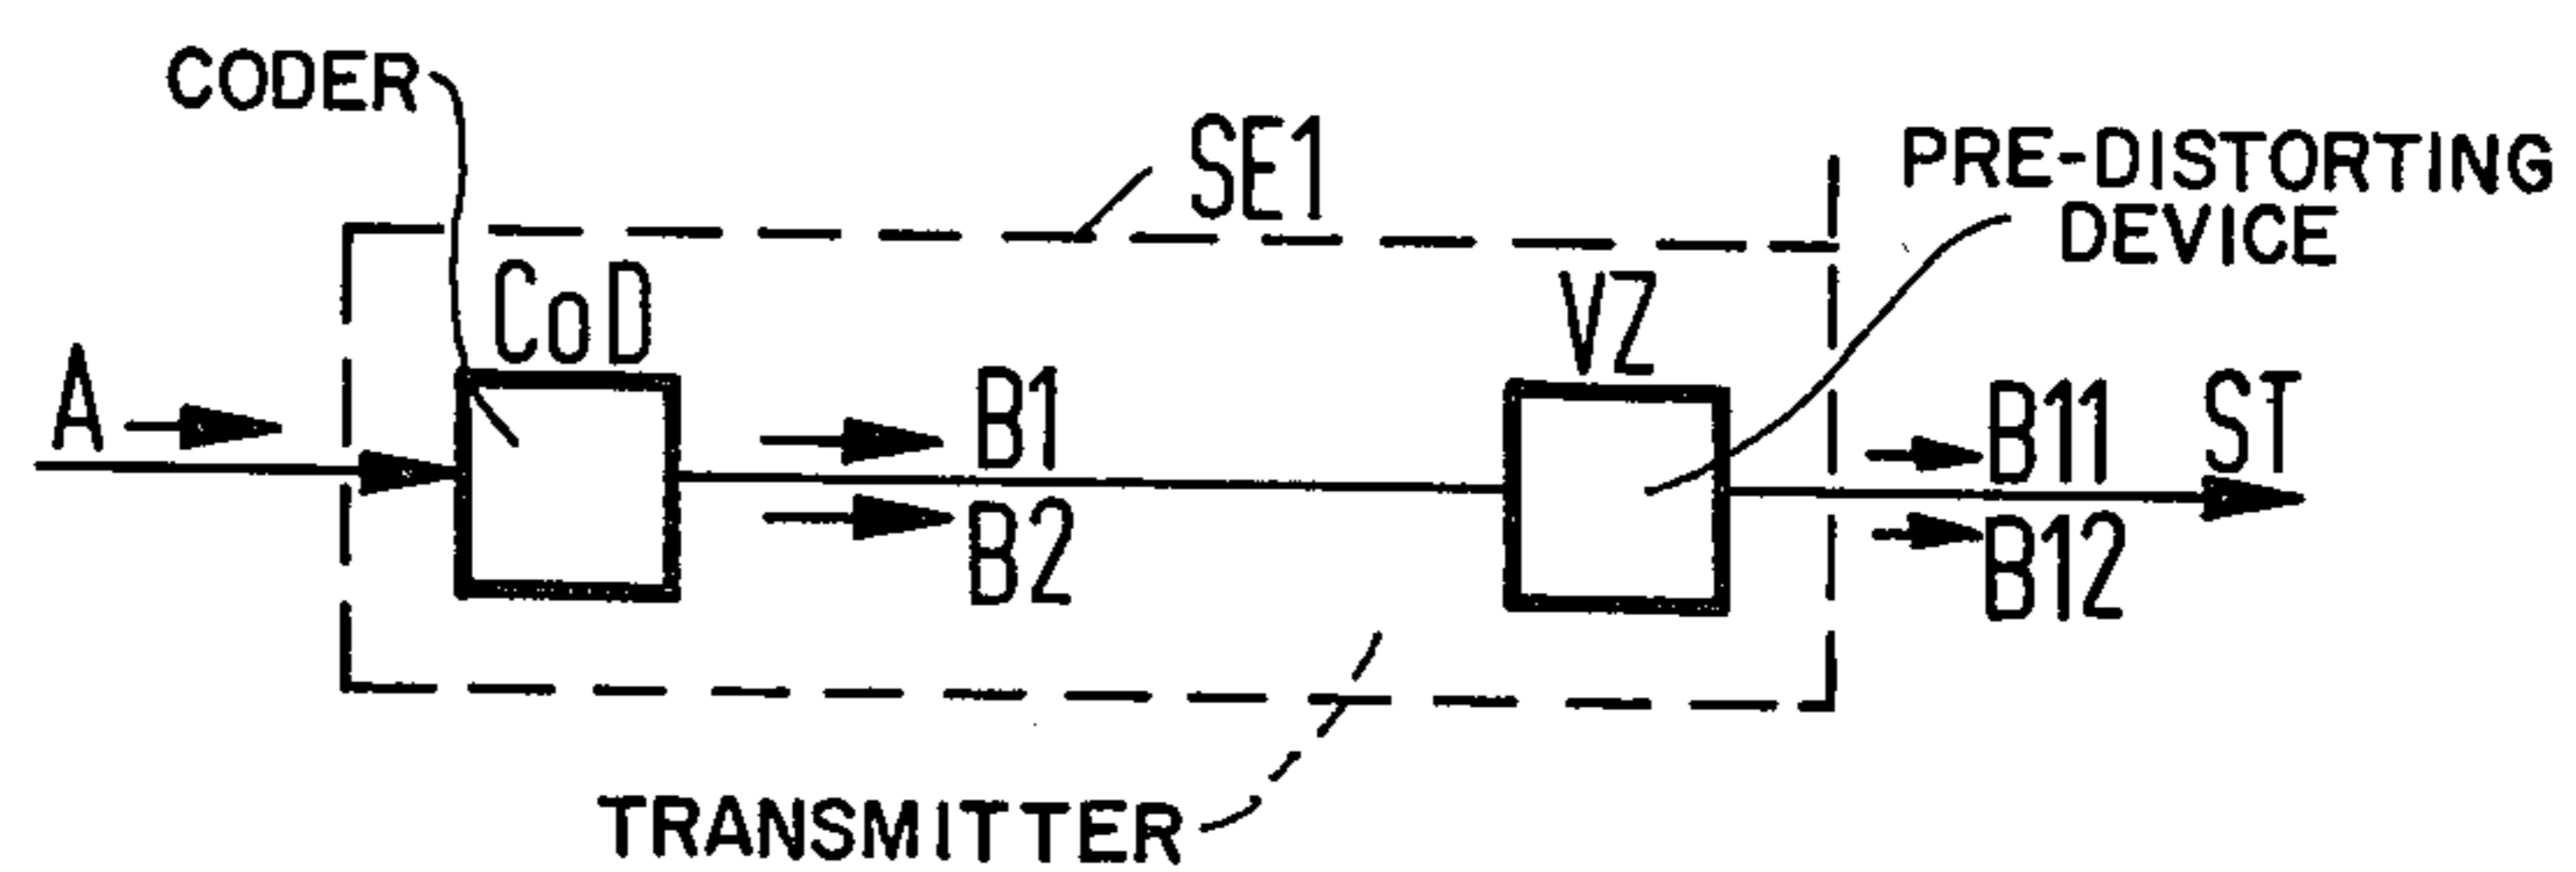 CODER
SE1
PRE-DISTORTING
DEVICE
CoD
VZ
A
B1
B11
ST
B2
B12
TRANSMITTER